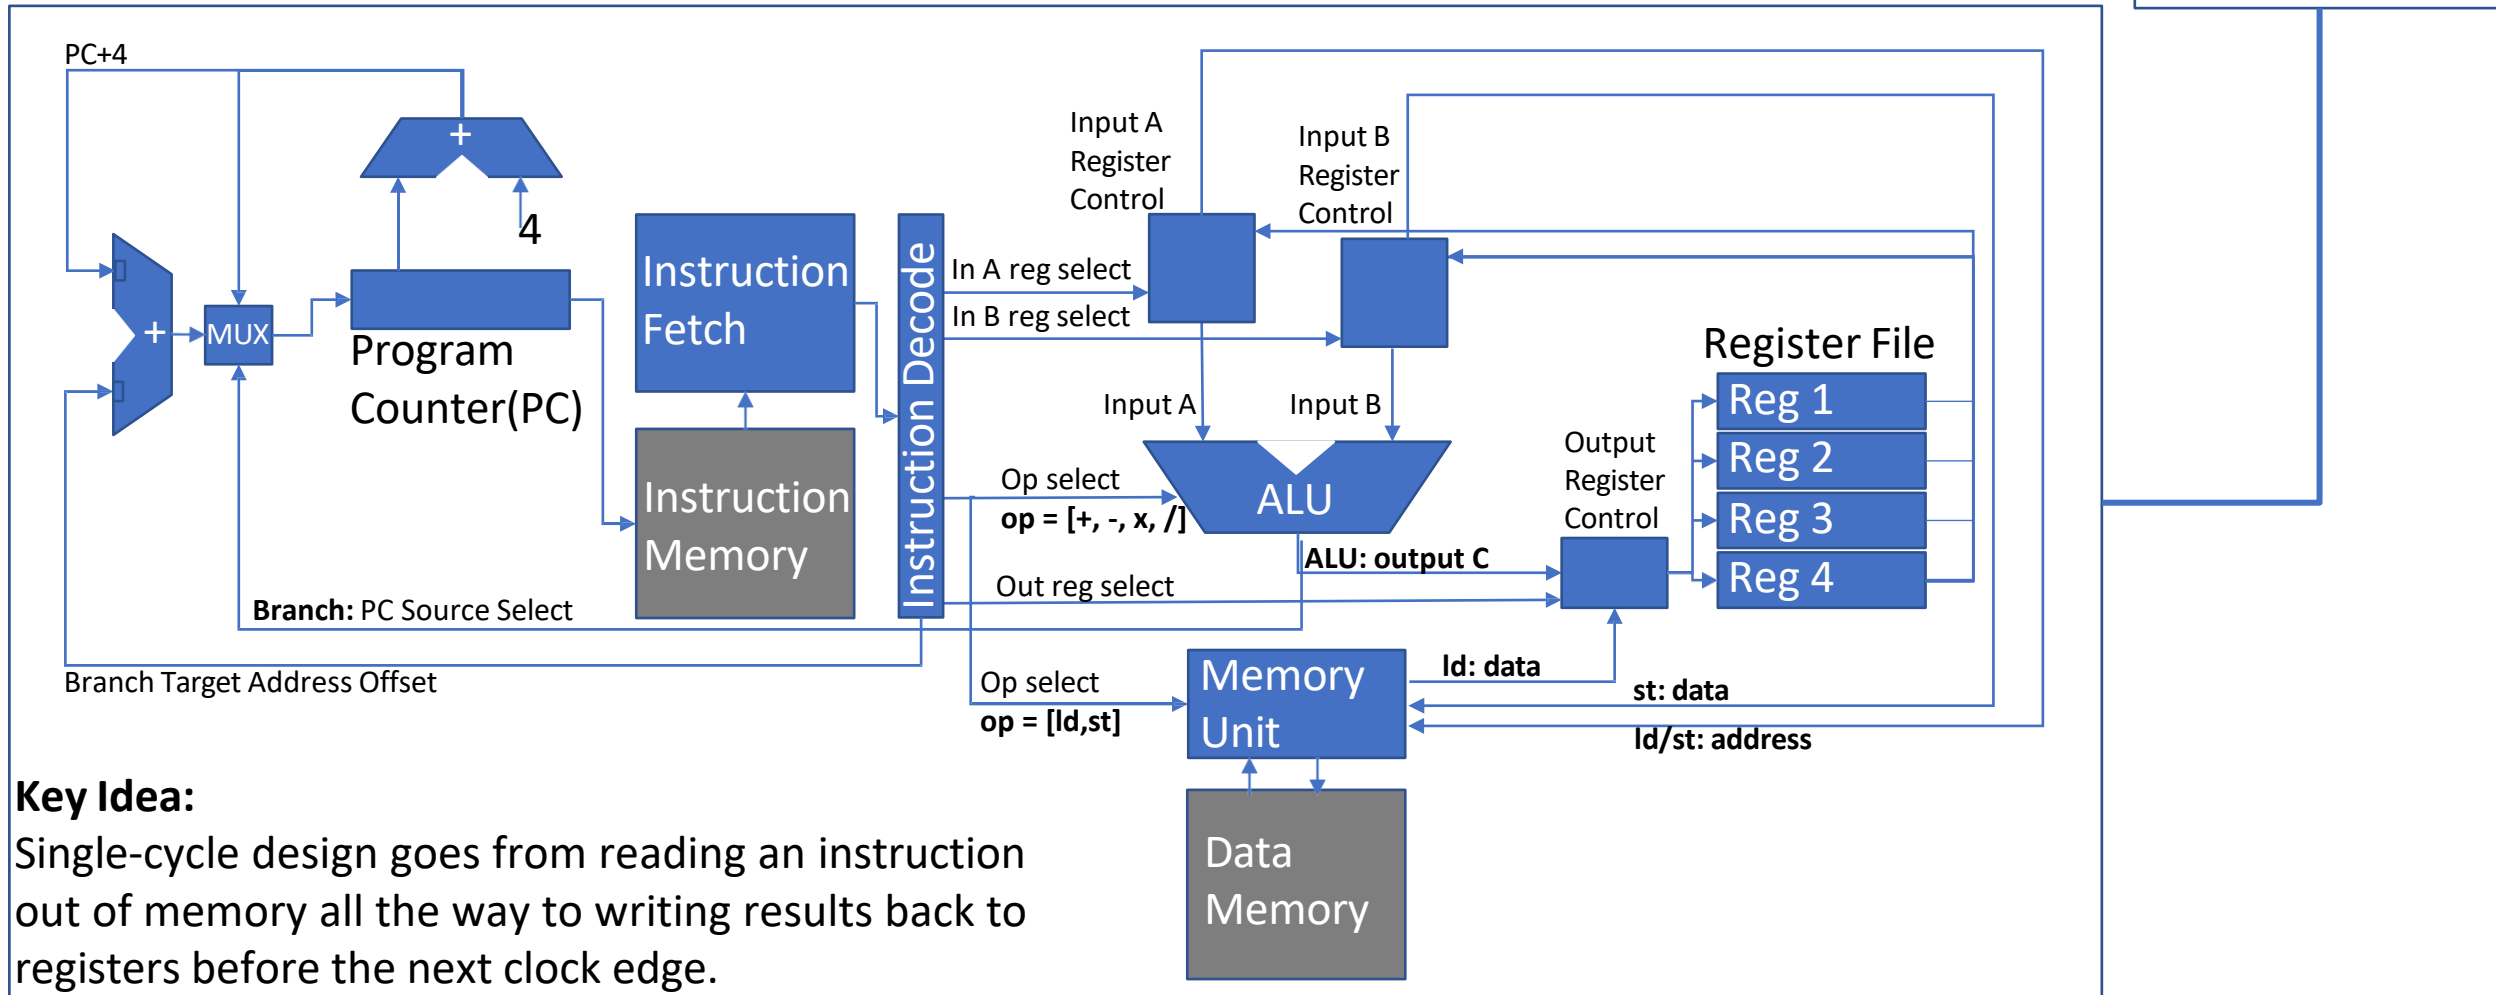 PC+4
+
4
+
MUX
Program
Counter(PC)
Instruction
Fetch
Instruction
Memory
Instruction Decode
Input A
Register
Control
Input B
Register
Control
In A reg select
In B reg select
Input A
Input B
Op select
op = [+, -, x, /]
ALU
ALU: output C
Out reg select
Output
Register
Control
Register File
Reg 1
Reg 2
Reg 3
Reg 4
Branch: PC Source Select
Branch Target Address Offset
Op select
op = [ld,st]
Memory
Unit
ld: data
st: data
ld/st: address
Data
Memory
Key Idea:
Single-cycle design goes from reading an instruction
out of memory all the way to writing results back to
registers before the next clock edge.